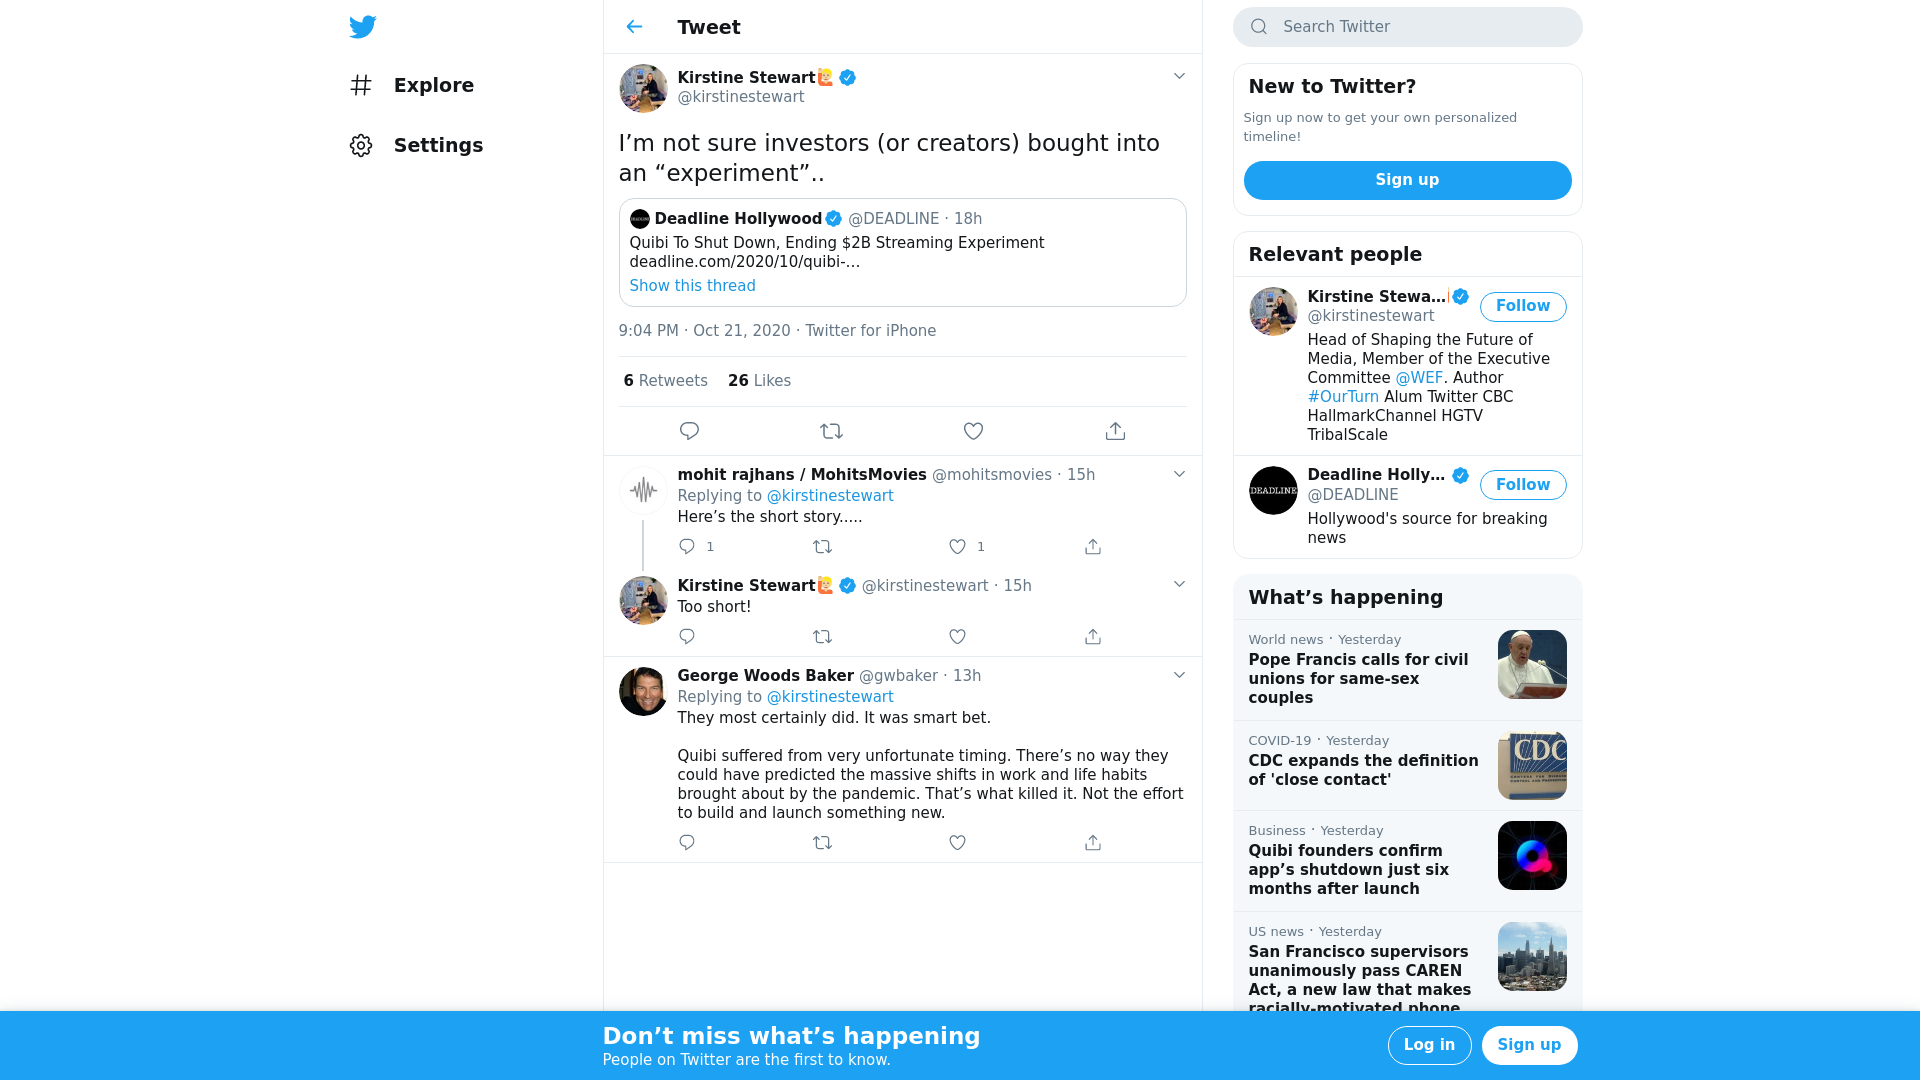 Explore
Settings
Tweet
Kirstine Stewart
@kirstinestewart
I’m not sure investors (or creators) bought into
an “experiment”..
Deadline Hollywood @DEADLINE · 18h
Quibi To Shut Down, Ending $2B Streaming Experiment
deadline.com/2020/10/quibi-…
Show this thread
9:04 PM · Oct 21, 2020 · Twitter for iPhone
6 Retweets 26 Likes
mohit rajhans / MohitsMovies @mohitsmovies · 15h
Replying to @kirstinestewart
Here’s the short story.....
1 1
Kirstine Stewart @kirstinestewart · 15h
Too short!
George Woods Baker @gwbaker · 13h
Replying to @kirstinestewart
They most certainly did. It was smart bet.
Quibi suffered from very unfortunate timing. There’s no way they
could have predicted the massive shifts in work and life habits
brought about by the pandemic. That’s what killed it. Not the effort
to build and launch something new.
Search Twitter
New to Twitter?
Sign up now to get your own personalized
timeline!
Sign up
Relevant people
Kirstine Stewa…
Follow
@kirstinestewart
Head of Shaping the Future of
Media, Member of the Executive
Committee @WEF. Author
#OurTurn Alum Twitter CBC
HallmarkChannel HGTV
TribalScale
DEADLINE
Deadline Holly…
Follow
@DEADLINE
Hollywood's source for breaking
news
What’s happening
World news · Yesterday
Pope Francis calls for civil
unions for same-sex
couples
COVID-19 · Yesterday
CDC expands the definition
of 'close contact'
CDC
Business · Yesterday
Quibi founders confirm
app’s shutdown just six
months after launch
US news · Yesterday
San Francisco supervisors
unanimously pass CAREN
Act, a new law that makes
racially-motivated phone
Don’t miss what’s happening
People on Twitter are the first to know.
Log in
Sign up